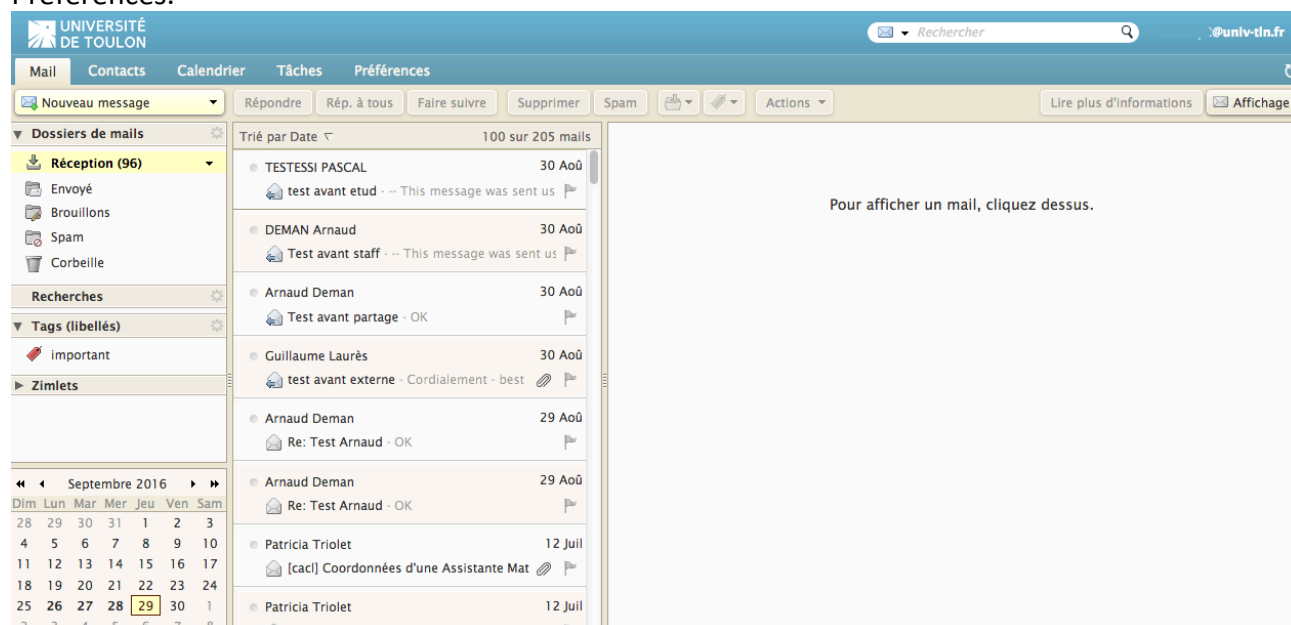 Préférences.
UNIVERSITÉ
DE TOULON
Rechercher
@univ-tln.fr
Mail Contacts Calendrier Tâches Préférences
Nouveau message
Répondre Rép. à tous Faire suivre Supprimer Spam Actions Lire plus d'informations Affichage
Dossiers de mails
Réception (96)
Envoyé
Brouillons
Spam
Corbeille
Recherches
Tags (libellés)
important
Zimlets
Septembre 2016
Dim Lun Mar Mer Jeu Ven Sam
28 29 30 31 1 2 3
4 5 6 7 8 9 10
11 12 13 14 15 16 17
18 19 20 21 22 23 24
25 26 27 28 29 30 1
Trié par Date 100 sur 205 mails
TESTESSI PASCAL 30 Aoû
test avant etud - -- This message was sent us
DEMAN Arnaud 30 Aoû
Test avant staff - -- This message was sent us
Arnaud Deman 30 Aoû
Test avant partage - OK
Guillaume Laurès 30 Aoû
test avant externe - Cordialement - best
Arnaud Deman 29 Aoû
Re: Test Arnaud - OK
Arnaud Deman 29 Aoû
Re: Test Arnaud - OK
Patricia Triolet 12 Juil
[cacl] Coordonnées d'une Assistante Mat
Patricia Triolet 12 Juil
Pour afficher un mail, cliquez dessus.